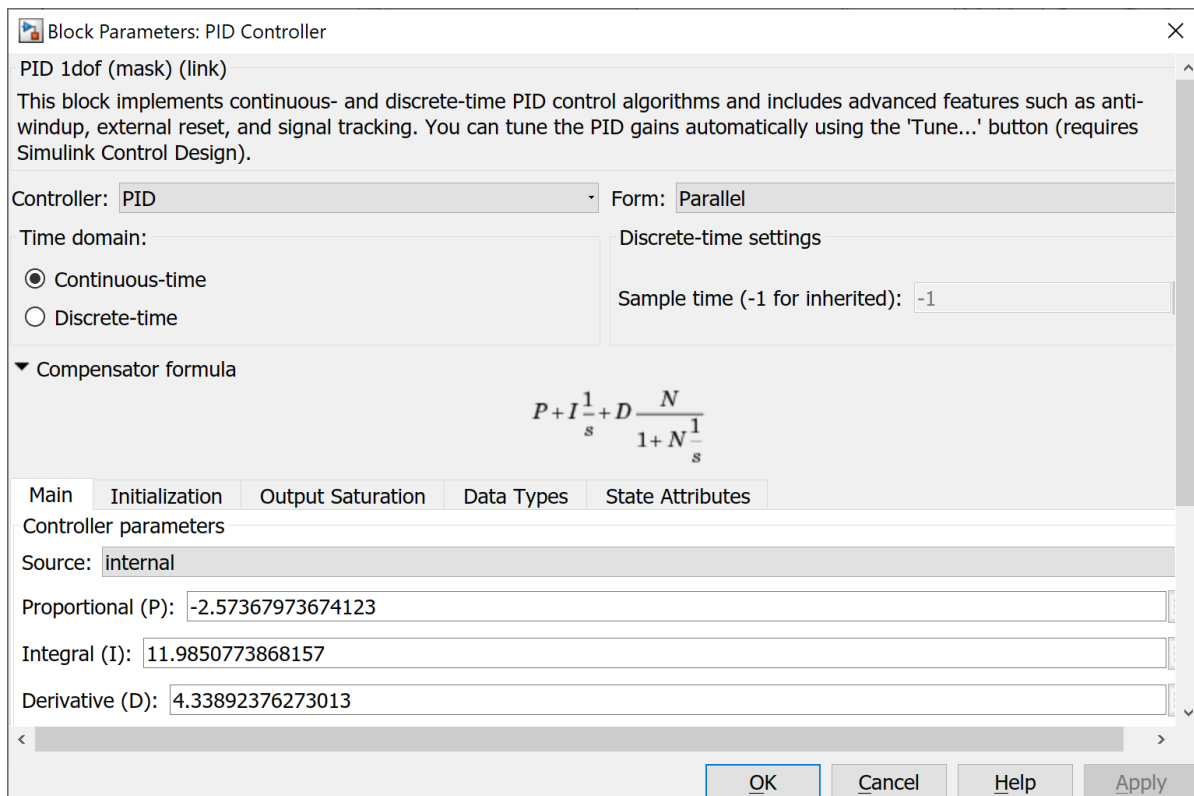 Block Parameters: PID Controller
PID 1dof (mask) (link)
This block implements continuous- and discrete-time PID control algorithms and includes advanced features such as anti-
windup, external reset, and signal tracking. You can tune the PID gains automatically using the 'Tune...' button (requires
Simulink Control Design).
Controller: PID Form: Parallel
Time domain:
Discrete-time settings
Continuous-time
Discrete-time
Sample time (-1 for inherited): -1
Compensator formula
P + I 1/s + D N/(1 + N 1/s)
Main Initialization Output Saturation Data Types State Attributes
Controller parameters
Source: internal
Proportional (P): -2.57367973674123
Integral (I): 11.9850773868157
Derivative (D): 4.33892376273013
OK Cancel Help Apply